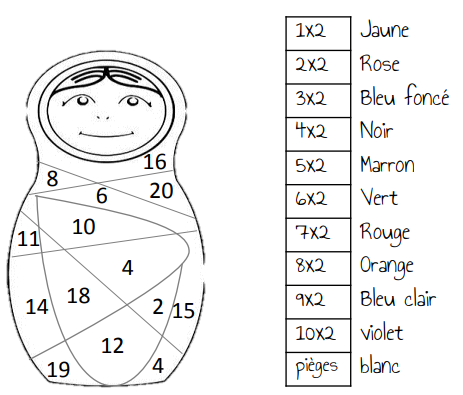 16
8
6
20
11
10
4
14
18
2
15
12
19
4
1x2 Jaune
2x2 Rose
3x2 Bleu foncé
4x2 Noir
5x2 Marron
6x2 Vert
7x2 Rouge
8x2 Orange
9x2 Bleu clair
10x2 violet
pièges blanc